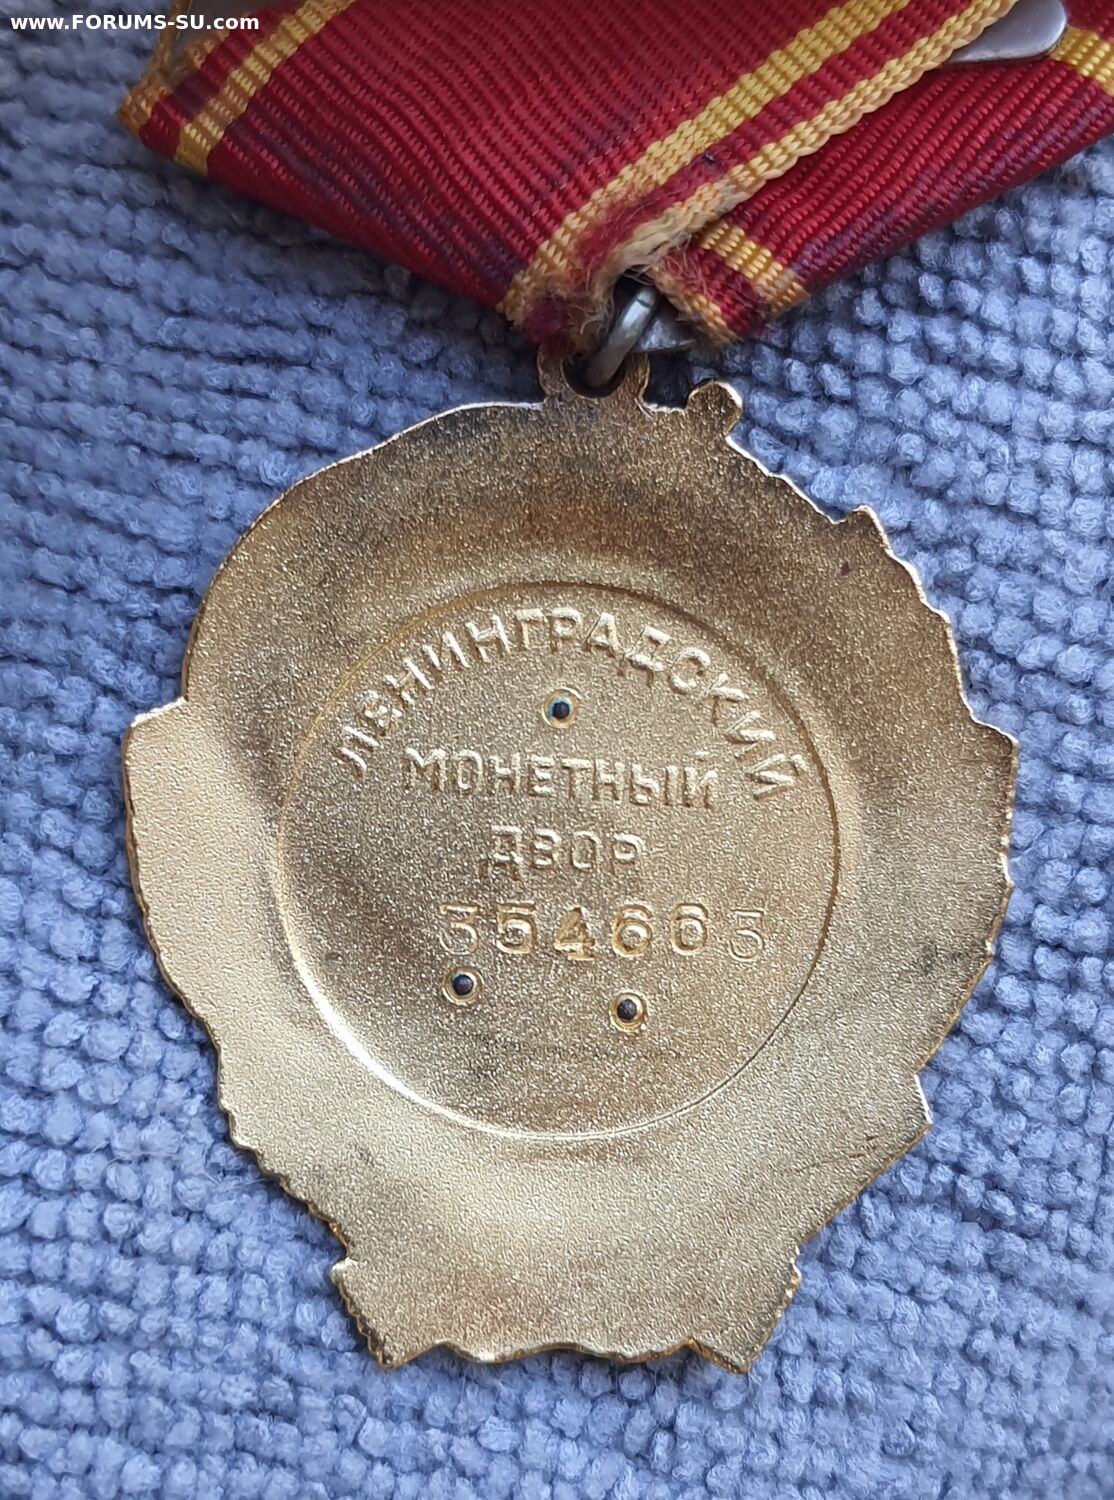 www.FORUMS-SU.com
ЛЕНИНГРАДСКИЙ
МОНЕТНЫЙ
ДВОР
354663